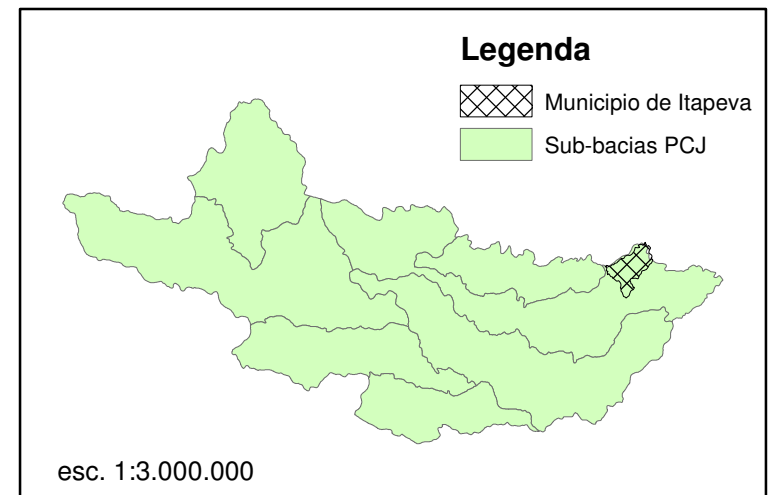 Legenda
Municipio de Itapeva
Sub-bacias PCJ
esc. 1:3.000.000